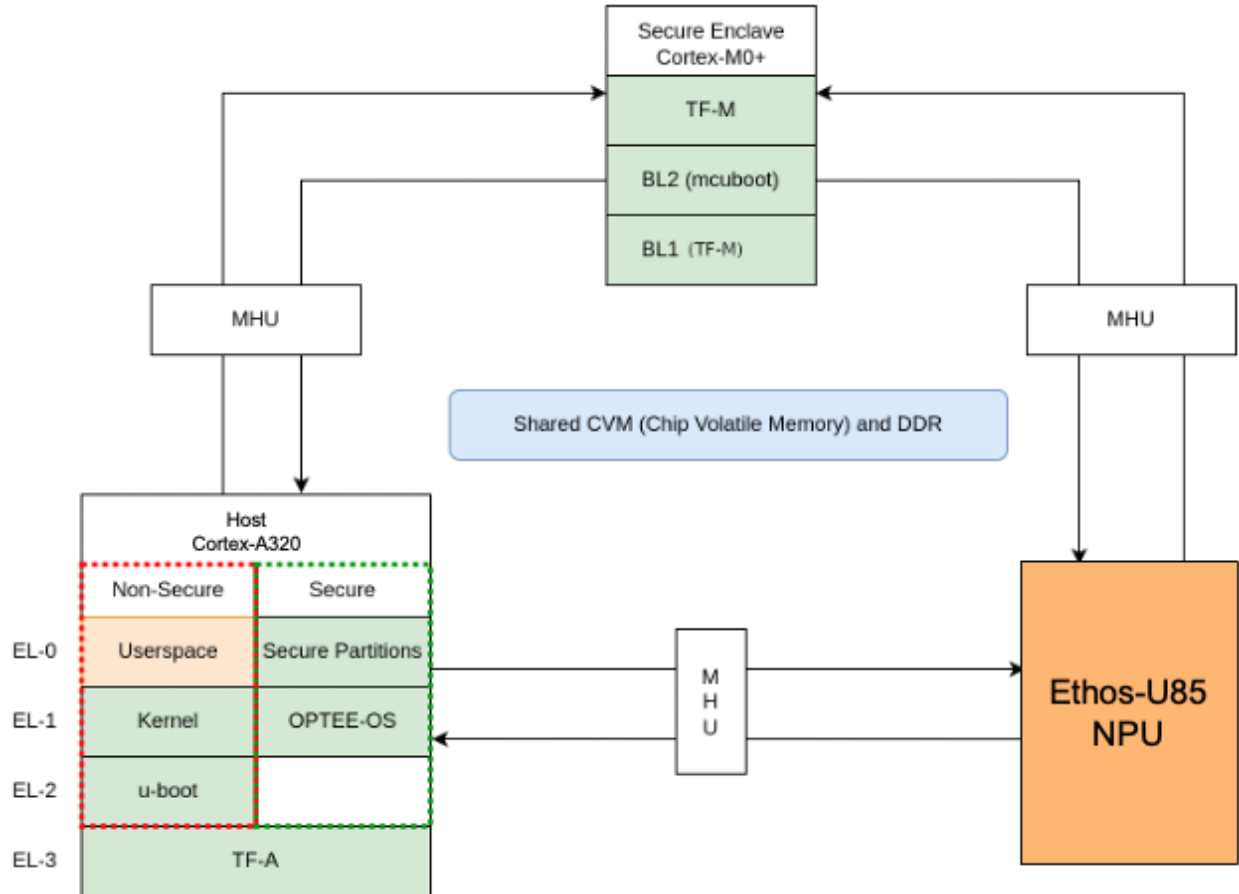 Secure Enclave
Cortex-M0+
TF-M
BL2 (mcuboot)
BL1 (TF-M)
MHU
MHU
Shared CVM (Chip Volatile Memory) and DDR
Host
Cortex-A320
Non-Secure
Secure
EL-0
Userspace
Secure Partitions
EL-1
Kernel
OPTEE-OS
EL-2
u-boot
EL-3
TF-A
M
H
U
Ethos-U85
NPU